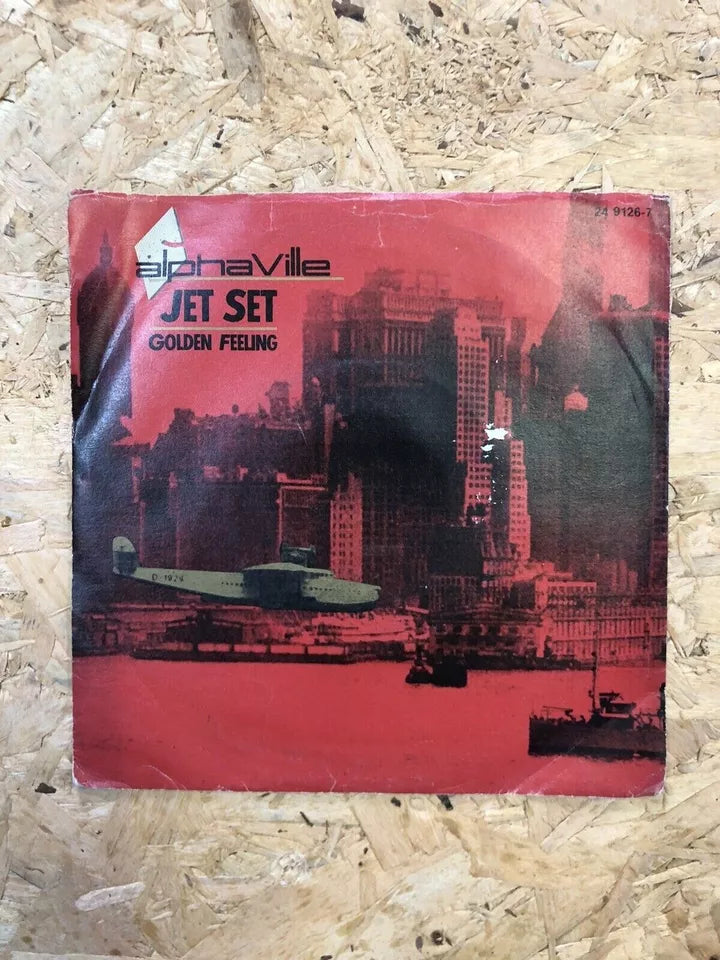 24 9126-7
alphaville
JET SET
GOLDEN FEELING
D-1929